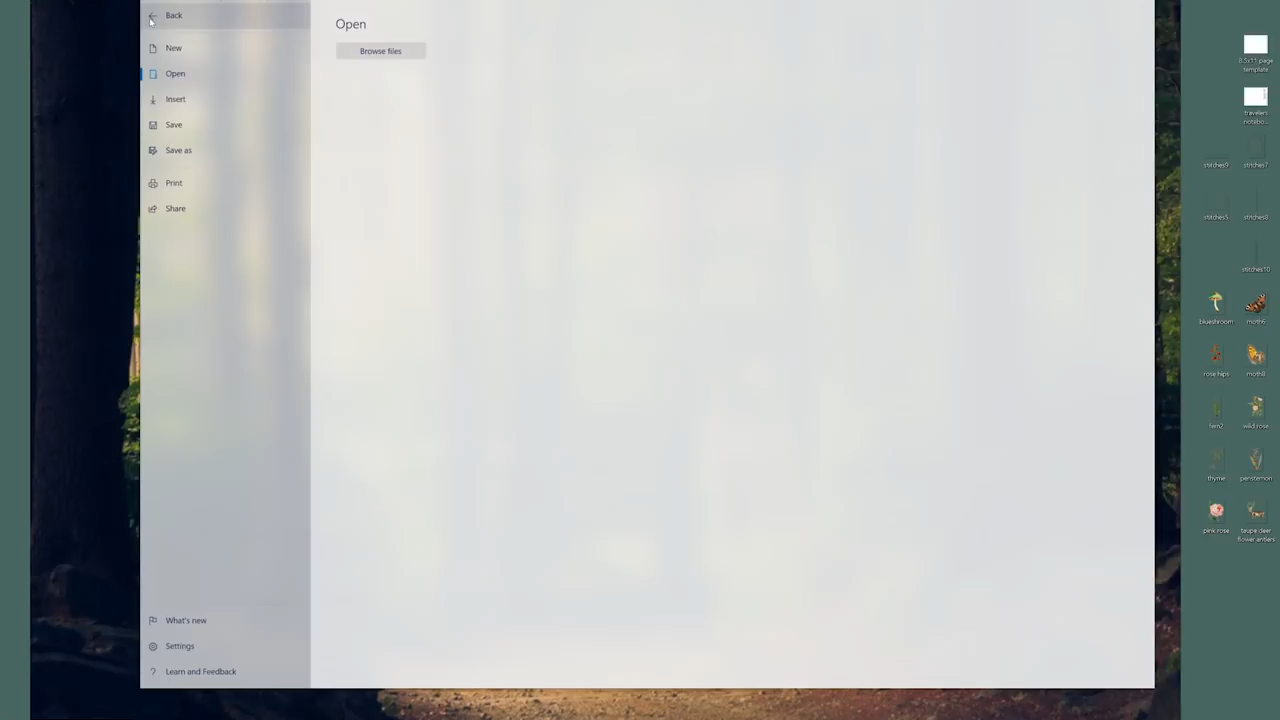 Back
New
Open
Insert
Save
Save as
Print
Share
What's new
Settings
Learn and Feedback
Open
Browse files
8.5x11 page
template
travelers
notebo...
stitches9
stitches7
stitches5
stitches8
stitches10
blueshroom
moth6
rose hips
moth8
fern2
wild rose
thyme
penstemon
pink rose
taupe deer
flower antlers